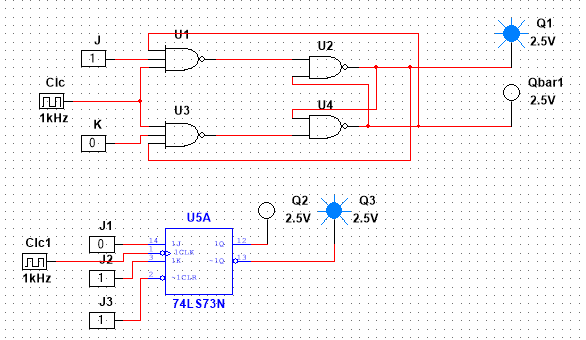 U1
Q1
J
2.5V
1
U2
Clc
Qbar1
1kHz
U3
U4
2.5V
K
0
Q2
Q3
U5A
2.5V
2.5V
J1
0
14
1J
1Q
12
Clc1
1
1CLK
J2
3
1K
~1Q
13
1kHz
1
2
~1CLR
J3
1
74LS73N